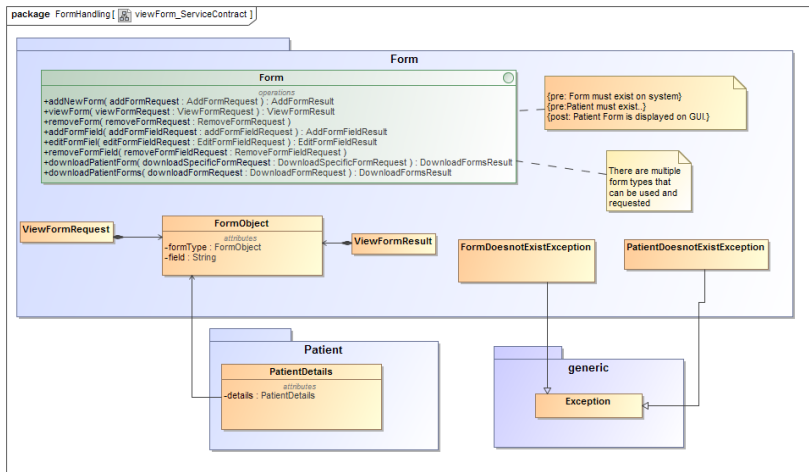 package FormHandling [ viewForm_ServiceContract ]
Form
Form
operations
+addNewForm( addFormRequest : AddFormRequest ) : AddFormResult
+viewForm( viewFormRequest : ViewFormRequest ) : ViewFormResult
+removeForm( removeFormRequest : RemoveFormRequest )
+addFormField( addFormFieldRequest : addFormFieldRequest ) : AddFormFieldResult
+editFormFiel( editFormFieldRequest : EditFormFieldRequest ) : EditFormFieldResult
+removeFormField( removeFormFieldRequest : RemoveFormFieldRequest )
+downloadPatientForm( downloadSpecificFormRequest : DownloadSpecificFormRequest ) : DownloadFormsResult
+downloadPatientForms( downloadFormRequest : DownloadFormRequest ) : DownloadFormsResult
{pre: Form must exist on system}
{pre:Patient must exist..}
{post: Patient Form is displayed on GUI.}
There are multiple
form types that
can be used and
requested
ViewFormRequest
FormObject
attributes
-formType : FormObject
-field : String
ViewFormResult
FormDoesnotExistException
PatientDoesnotExistException
Patient
PatientDetails
attributes
-details : PatientDetails
generic
Exception